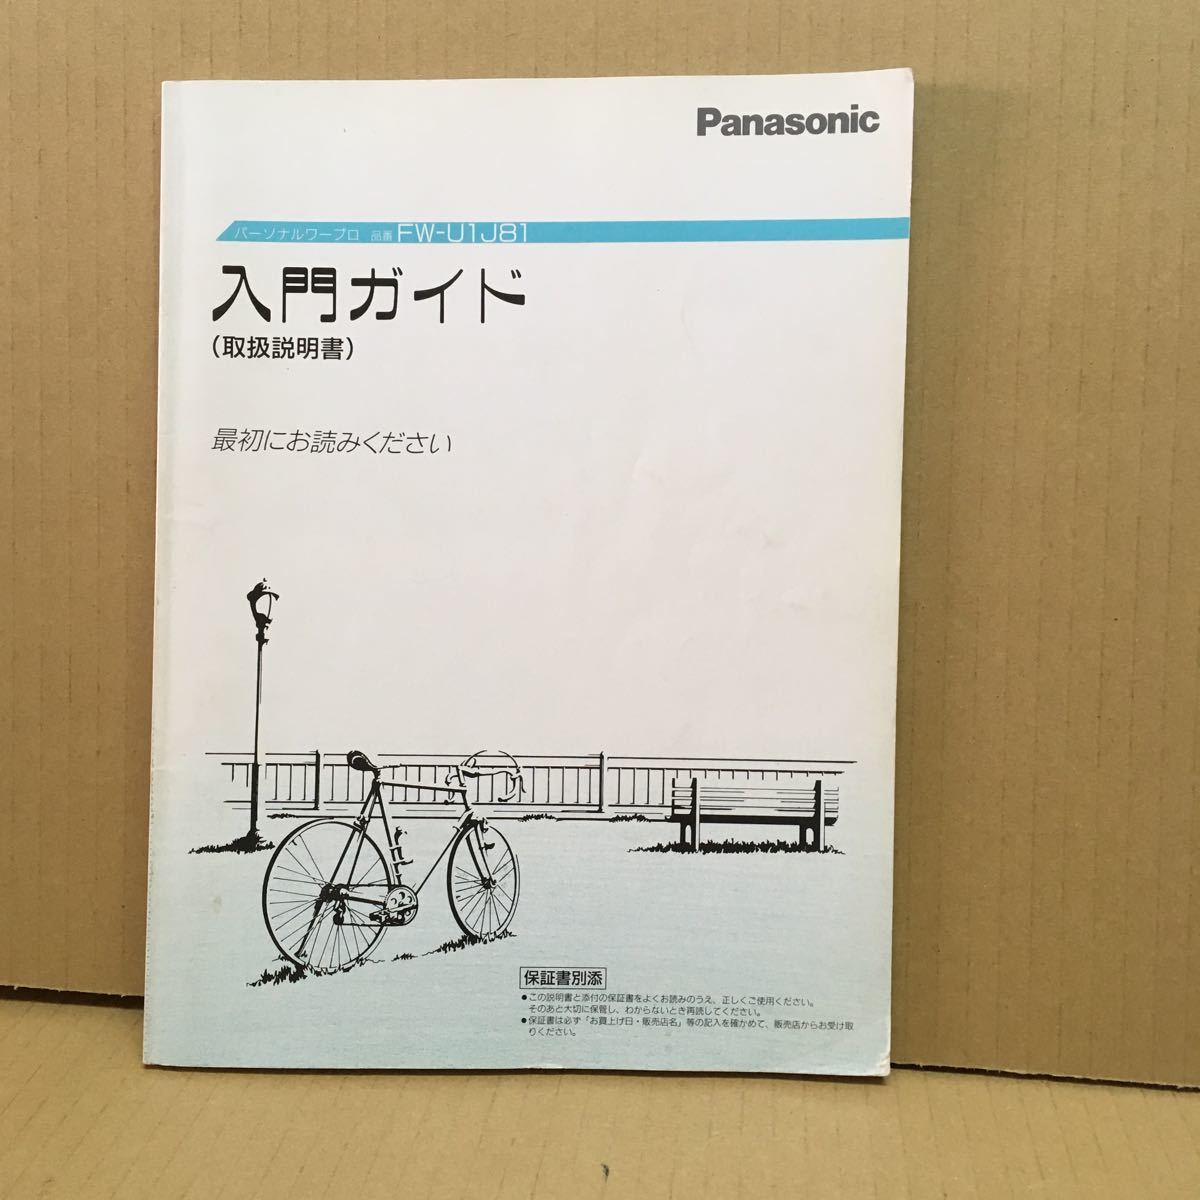 Panasonic
パーソナルワープロ 品番 FW-U1J81
入門ガイド
(取扱説明書)
最初にお読みください
保証書別添
●この説明書と添付の保証書をよくお読みのうえ、正しくご使用ください。
そのあと大切に保管し、わからないとき再読してください。
●保証書は必ず「お買上げ日・販売店名」等の記入を確かめて、販売店からお受け取
りください。